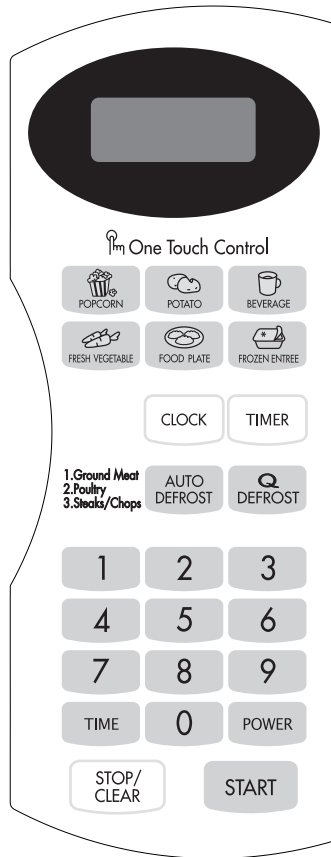 One Touch Control
POPCORN POTATO BEVERAGE
FRESH VEGETABLE FOOD PLATE FROZEN ENTREE
CLOCK TIMER
1.Ground Meat
2.Poultry
3.Steaks/Chops
AUTO
DEFROST
Q
DEFROST
1 2 3
4 5 6
7 8 9
TIME 0 POWER
STOP/
CLEAR
START